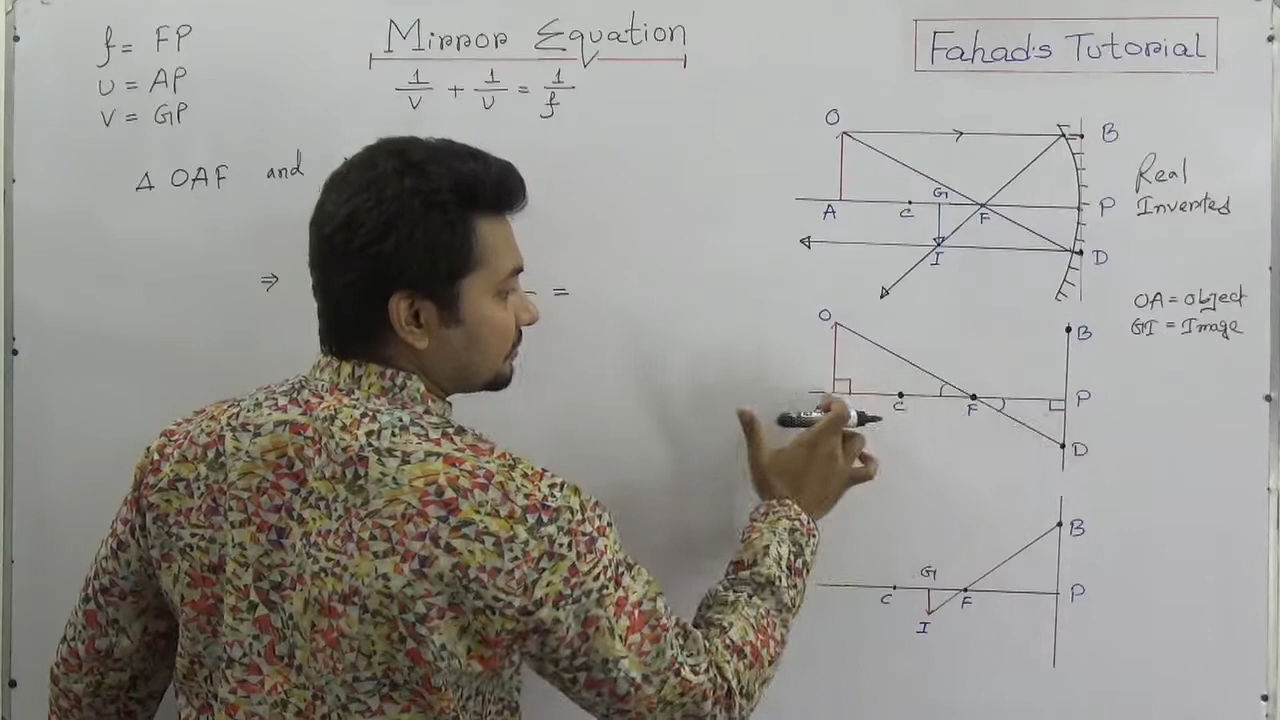 f = FP
u = AP
v = GP
Mirror Equation
1/v + 1/u = 1/f
Fahad's Tutorial
Δ OAF and
⇒
=
O
B
A
C
G
F
P
I
D
Real
Inverted
OA = Object
GI = Image
O
B
C
F
P
D
B
G
C
F
P
I